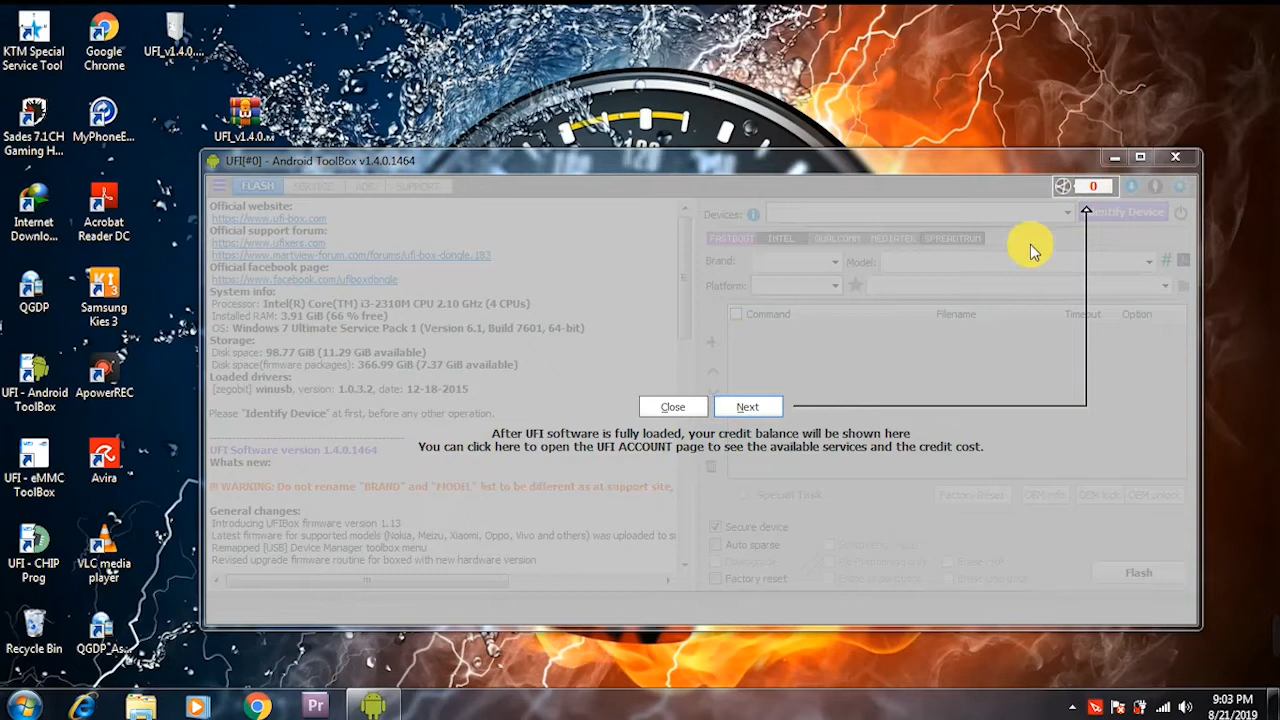 KTM Special
Service Tool
Google
Chrome
UFI_v1.4.0....
Sades 7.1CH
Gaming H...
MyPhoneE...
UFI_v1.4.0.м
Internet
Downlo...
Acrobat
Reader DC
QGDP
Samsung
Kies 3
UFI - Android
ToolBox
ApowerREC
UFI - eMMC
ToolBox
Avira
UFI - CHIP
Prog
VLC media
player
Recycle Bin
QGDP_As...
UFI[#0] - Android ToolBox v1.4.0.1464
FLASH SERVICE ADB SUPPORT
0
Official website:
https://www.ufi-box.com
Official support forum:
https://www.ufixers.com
https://www.martview-forum.com/forums/ufi-box-dongle.183
Official facebook page:
https://www.facebook.com/ufiboxdongle
System info:
Processor: Intel(R) Core(TM) i3-2310M CPU 2.10 GHz (4 CPUs)
Installed RAM: 3.91 GiB (66 % free)
OS: Windows 7 Ultimate Service Pack 1 (Version 6.1, Build 7601, 64-bit)
Storage:
Disk space: 98.77 GiB (11.29 GiB available)
Disk space(firmware packages): 366.99 GiB (7.37 GiB available)
Loaded drivers:
[zegobit] winusb, version: 1.0.3.2, date: 12-18-2015
Please "Identify Device" at first, before any other operation.
UFI Software version 1.4.0.1464
Whats new:
WARNING: Do not rename "BRAND" and "MODEL" list to be different as at support site,
General changes:
Introducing UFIBox firmware version 1.13
Latest firmware for supported models (Nokia, Meizu, Xiaomi, Oppo, Vivo and others) was uploaded to su
Remapped [USB] Device Manager toolbox menu
Revised upgrade firmware routine for boxed with new hardware version
Devices: Identify Device
FASTBOOT INTEL QUALCOMM MEDIATEK SPREADTRUM
Brand: Model:
Platform:
Command Filename Timeout Option
Close Next
After UFI software is fully loaded, your credit balance will be shown here
You can click here to open the UFI ACCOUNT page to see the available services and the credit cost.
Special Task Factory Reset OEM info OEM lock OEM unlock
Secure device
Auto sparse
Factory reset
Flash
Pr
9:03 PM
8/21/2019